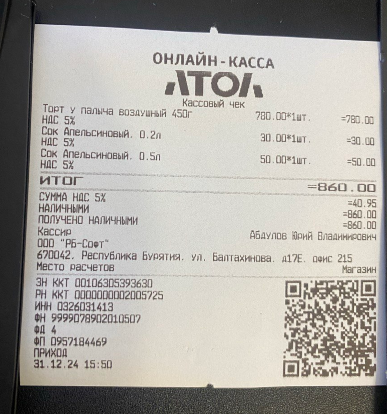 ОНЛАЙН-КАССА
АТОЛ
Кассовый чек
Торт у палыча воздушный 450г 780.00*1шт. =780.00
НДС 5%
Сок Апельсиновый. 0.2л 30.00*1шт. =30.00
НДС 5%
Сок Апельсиновый. 0.5л 50.00*1шт. =50.00
НДС 5%
ИТОГ =860.00
СУММА НДС 5% =40.95
НАЛИЧНЫМИ =860.00
ПОЛУЧЕНО НАЛИЧНЫМИ =860.00
Кассир Абдулов Юрий Владимирович
ООО "РБ-Софт"
670042. Республика Бурятия. ул. Балтахинова. д17Е. офис 215
Место расчетов Магазин
ЗН ККТ 00106305393630
РН ККТ 0000000002005725
ИНН 0326031413
ФН 9999078902010507
ФД 4
ФП 0957184469
ПРИХОД
31.12.24 15:50